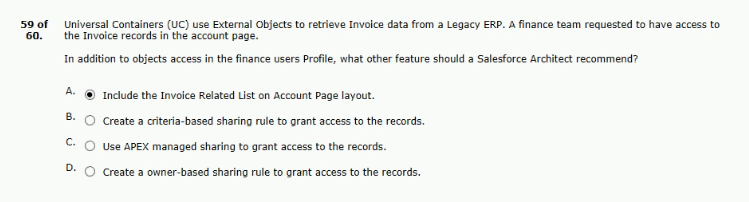 59 of Universal Containers (UC) use External Objects to retrieve Invoice data from a Legacy ERP. A finance team requested to have access to
60. the Invoice records in the account page.
In addition to objects access in the finance users Profile, what other feature should a Salesforce Architect recommend?
A. Include the Invoice Related List on Account Page layout.
B. Create a criteria-based sharing rule to grant access to the records.
C. Use APEX managed sharing to grant access to the records.
D. Create a owner-based sharing rule to grant access to the records.